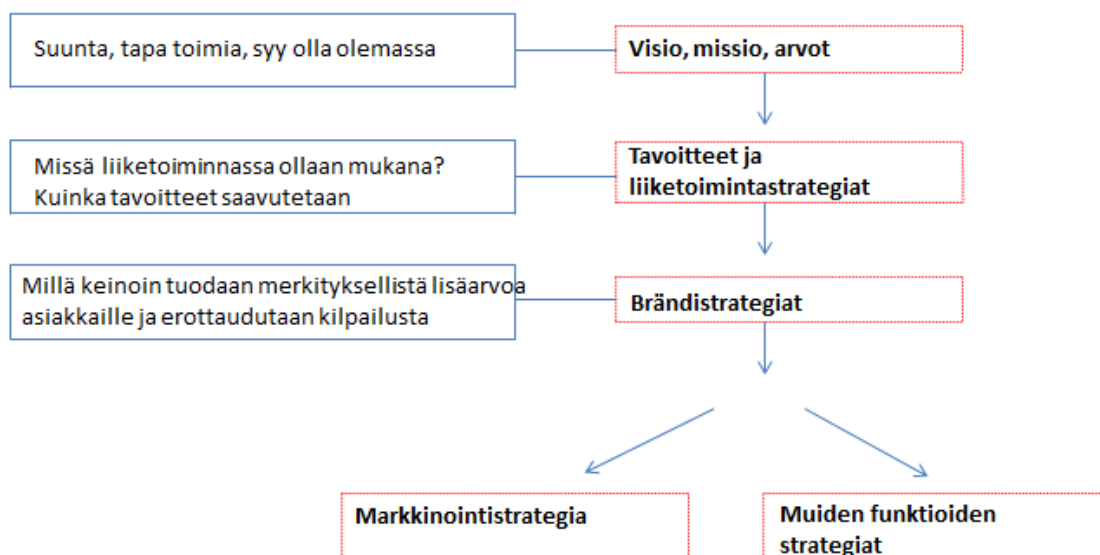 Suunta, tapa toimia, syy olla olemassa
Visio, missio, arvot
Missä liiketoiminnassa ollaan mukana?
Kuinka tavoitteet saavutetaan
Tavoitteet ja
liiketoimintastrategiat
Millä keinoin tuodaan merkityksellistä lisäarvoa
asiakkaille ja erottaudutaan kilpailusta
Brändistrategiat
Markkinointistrategia
Muiden funktioiden
strategiat